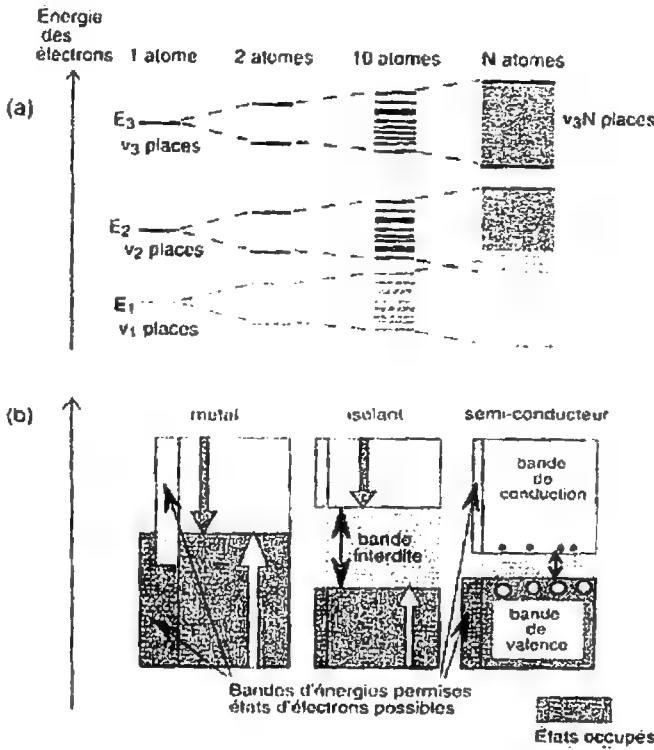 Énergie
des
électrons
1 atome
2 atomes
10 atomes
N atomes
(a)
E3
v3 places
v3N places
E2
v2 places
E1
v1 places
(b)
métal
isolant
semi-conducteur
bande
de
conduction
bande
interdite
bande
de
valence
Bandes d'énergies permises
états d'électrons possibles
États occupés